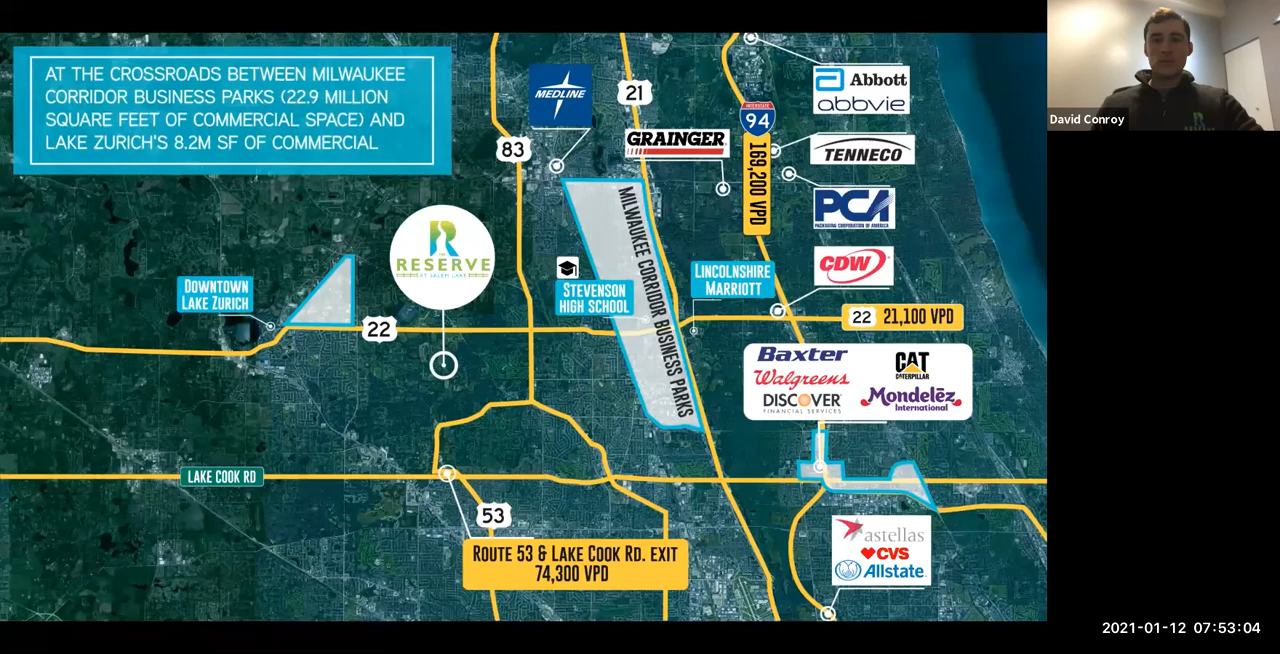 AT THE CROSSROADS BETWEEN MILWAUKEE
CORRIDOR BUSINESS PARKS (22.9 MILLION
SQUARE FEET OF COMMERCIAL SPACE) AND
LAKE ZURICH'S 8.2M SF OF COMMERCIAL
David Conroy
MEDLINE
21
GRAINGER
83
INTERSTATE
94
169,200 VPD
Abbott
abbvie
TENNECO
PCA
PACKAGING CORPORATION OF AMERICA
CDW
MILWAUKEE CORRIDOR BUSINESS PARKS
R
THE
RESERVE
AT SALEM LAKE
DOWNTOWN
LAKE ZURICH
STEVENSON
HIGH SCHOOL
LINCOLNSHIRE
MARRIOTT
22
22 21,100 VPD
Baxter
CAT
CATERPILLAR
Walgreens
DISCOVER
FINANCIAL SERVICES
Mondelēz
International
LAKE COOK RD
53
ROUTE 53 & LAKE COOK RD. EXIT
74,300 VPD
astellas
CVS
Allstate
2021-01-12 07:53:04